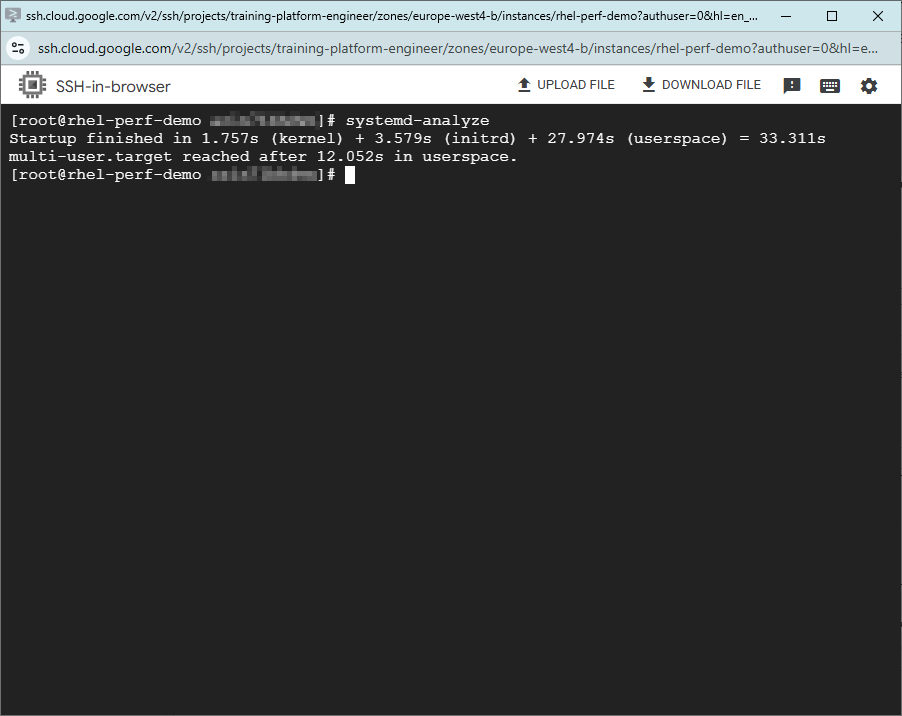 ssh.cloud.google.com/v2/ssh/projects/training-platform-engineer/zones/europe-west4-b/instances/rhel-perf-demo?authuser=0&hl=en_...
ssh.cloud.google.com/v2/ssh/projects/training-platform-engineer/zones/europe-west4-b/instances/rhel-perf-demo?authuser=0&hl=e...
SSH-in-browser UPLOAD FILE DOWNLOAD FILE
[root@rhel-perf-demo ]# systemd-analyze
Startup finished in 1.757s (kernel) + 3.579s (initrd) + 27.974s (userspace) = 33.311s
multi-user.target reached after 12.052s in userspace.
[root@rhel-perf-demo ]#